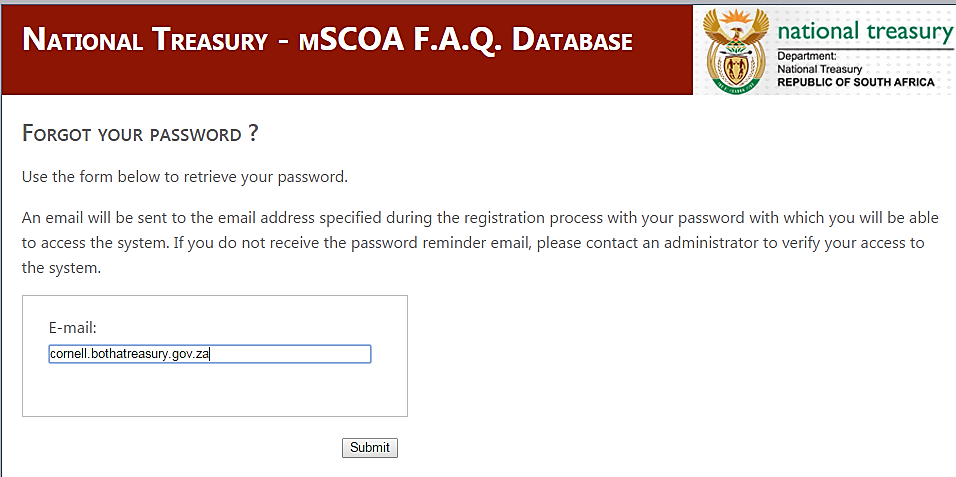 National Treasury - mSCOA F.A.Q. Database
national treasury
Department:
National Treasury
REPUBLIC OF SOUTH AFRICA
Forgot your password ?
Use the form below to retrieve your password.
An email will be sent to the email address specified during the registration process with your password with which you will be able
to access the system. If you do not receive the password reminder email, please contact an administrator to verify your access to
the system.
E-mail:
cornell.bothatreasury.gov.za
Submit